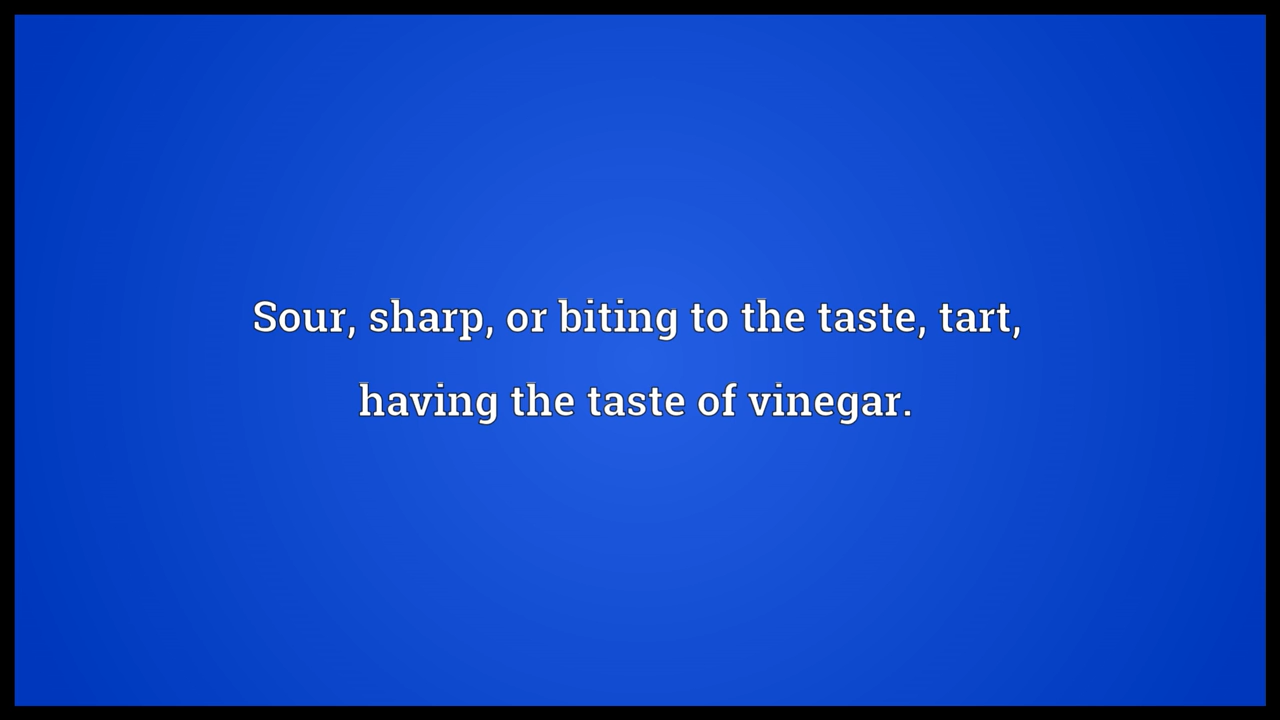 Sour, sharp, or biting to the taste, tart,
having the taste of vinegar.